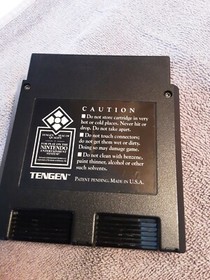 CAUTION
■ Do not store cartridge in very
hot or cold places. Never hit or
drop. Do not take apart.
■ Do not touch connectors;
do not get them wet or dirty.
Doing so may damage game.
■ Do not clean with benzene,
paint thinner, alcohol or other
such solvents.
NINTENDO
TENGEN™
PATENT PENDING. MADE IN U.S.A.